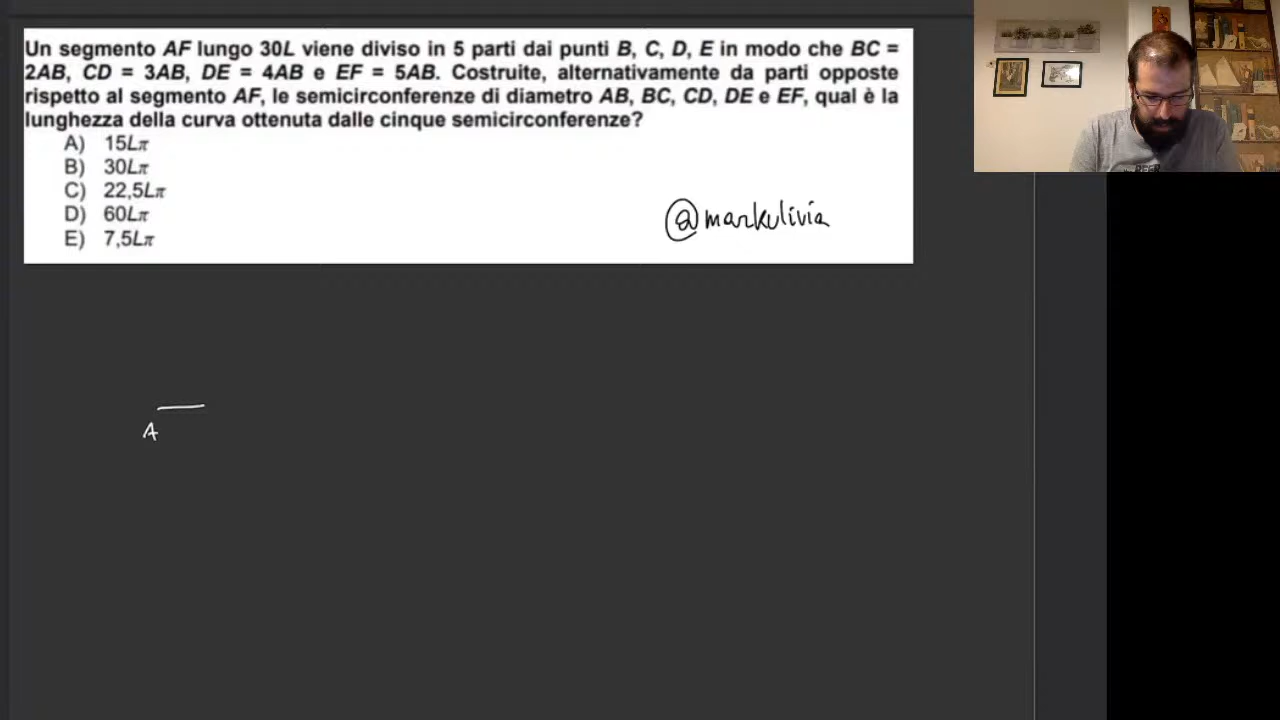 Un segmento AF lungo 30L viene diviso in 5 parti dai punti B, C, D, E in modo che BC =
2AB, CD = 3AB, DE = 4AB e EF = 5AB. Costruite, alternativamente da parti opposte
rispetto al segmento AF, le semicirconferenze di diametro AB, BC, CD, DE e EF, qual è la
lunghezza della curva ottenuta dalle cinque semicirconferenze?
A) 15Lπ
B) 30Lπ
C) 22,5Lπ
D) 60Lπ
E) 7,5Lπ
@markulivia
A